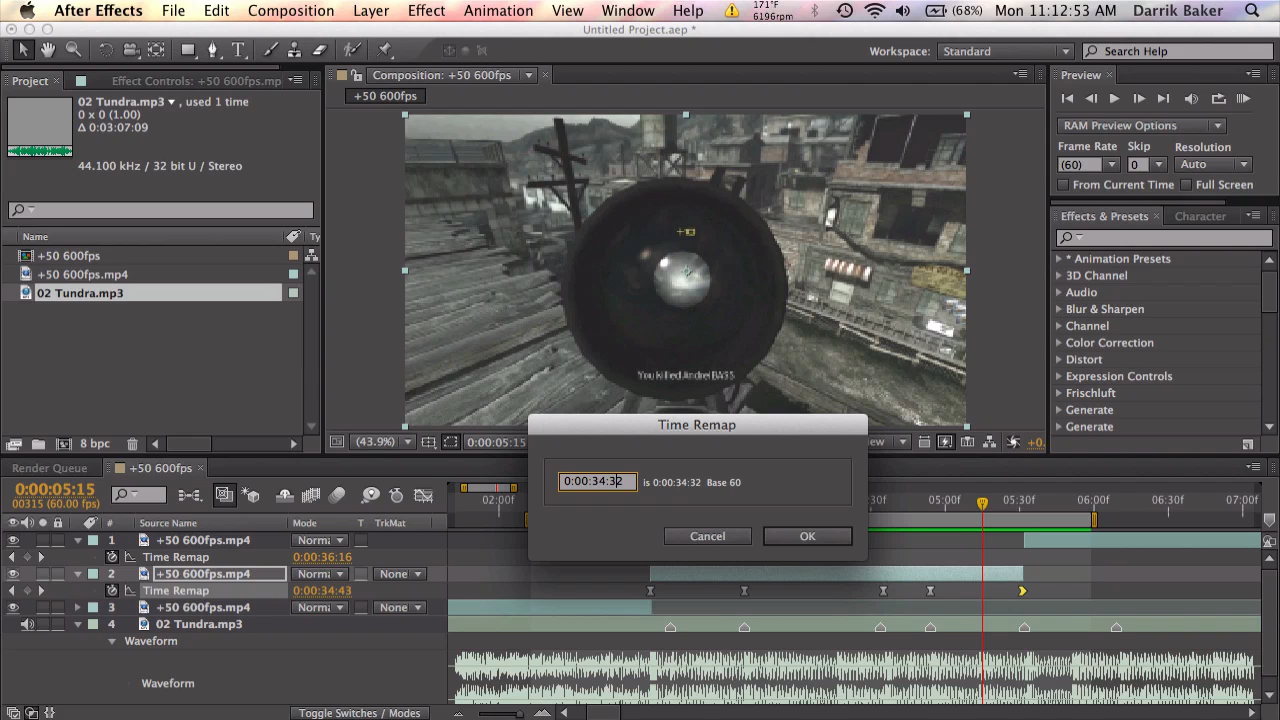 After Effects File Edit Composition Layer Effect Animation View Window Help 171°F 6196rpm (68%) Mon 11:12:53 AM Darrik Baker
Untitled Project.aep *
Workspace: Standard Search Help
Project Effect Controls: +50 600fps.mp
Composition: +50 600fps
Preview
+50 600fps
02 Tundra.mp3 , used 1 time
0 x 0 (1.00)
Δ 0:03:07:09
44.100 kHz / 32 bit U / Stereo
RAM Preview Options
Frame Rate Skip Resolution
(60) 0 Auto
From Current Time Full Screen
Effects & Presets Character
Name Ty
+50 600fps
+50 600fps.mp4
02 Tundra.mp3
* Animation Presets
3D Channel
Audio
Blur & Sharpen
Channel
Color Correction
Distort
Expression Controls
Frischluft
Generate
Generate
You killed Andrei BASS
8 bpc
(43.9%) 0:00:05:15 ew +0.
Time Remap
0:00:34:32 is 0:00:34:32 Base 60
Cancel OK
Render Queue +50 600fps
0:00:05:15
00315 (60.00 fps)
02:00f :30f 05:00f 05:30f 06:00f 07:00f
# Source Name Mode T TrkMat
1 +50 600fps.mp4 Norma
Time Remap 0:00:36:16
2 +50 600fps.mp4 Norma None
Time Remap 0:00:34:43
3 +50 600fps.mp4 Norma None
4 02 Tundra.mp3
Waveform
Waveform
Toggle Switches / Modes